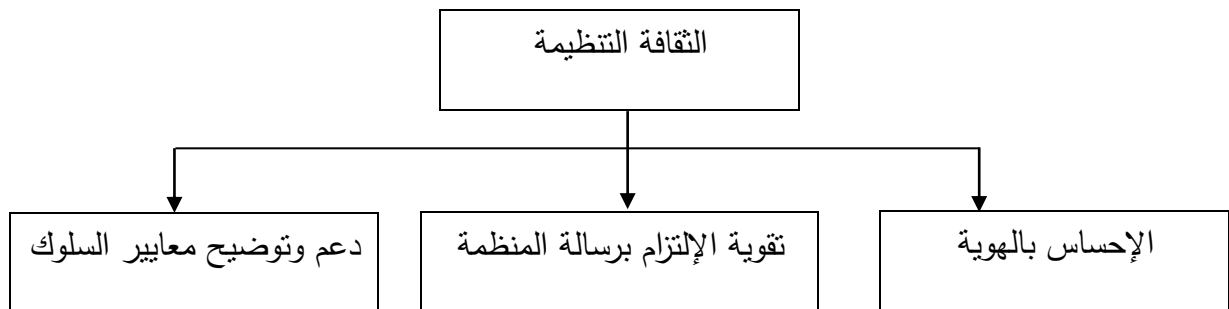 الثقافة التنظيمة
الإحساس بالهوية
تقوية الإلتزام برسالة المنظمة
دعم وتوضيح معايير السلوك